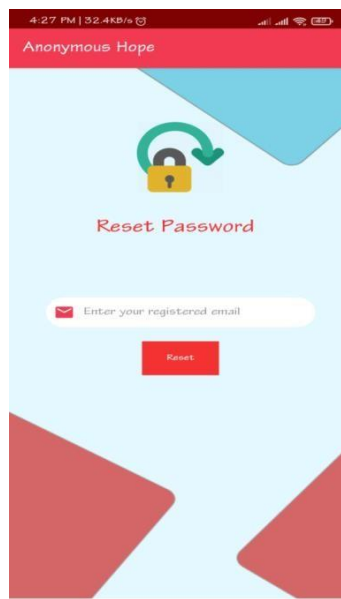 4:27 PM | 32.4KB/s
Anonymous Hope
Reset Password
Enter your registered email
Reset